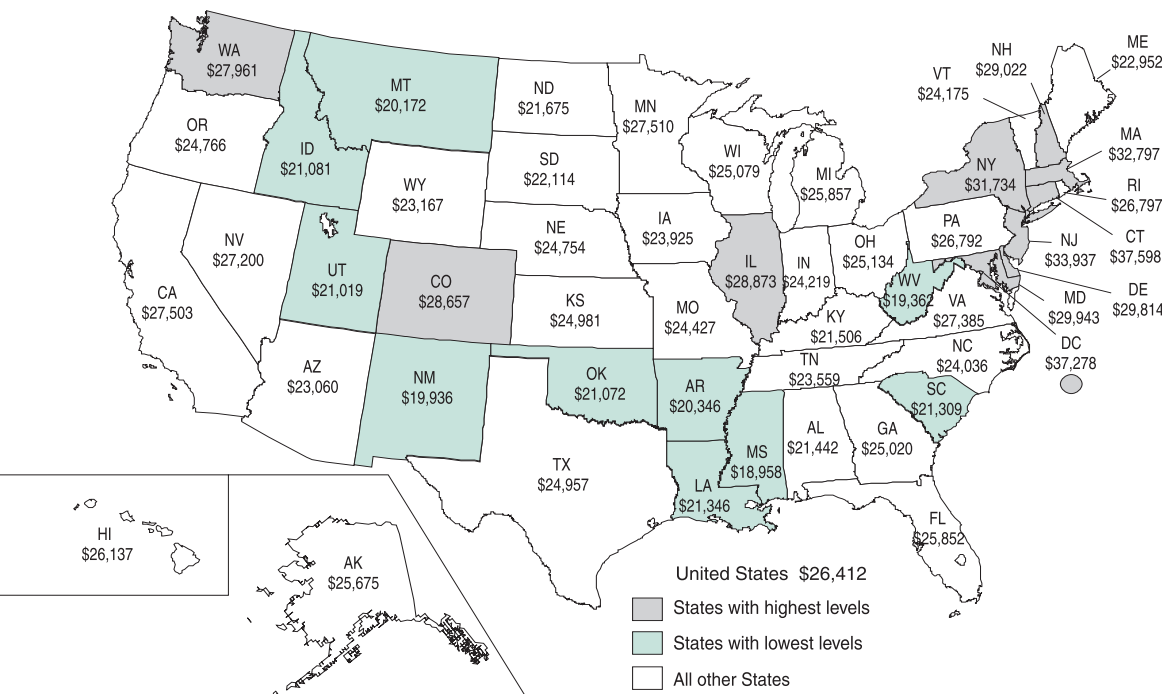 WA
$27,961
MT
$20,172
ND
$21,675
MN
$27,510
OR
$24,766
ID
$21,081
WY
$23,167
SD
$22,114
WI
$25,079
MI
$25,857
VT
$24,175
NH
$29,022
ME
$22,952
NY
$31,734
MA
$32,797
RI
$26,797
CT
$37,598
NJ
$33,937
PA
$26,792
DE
$29,814
MD
$29,943
DC
$37,278
NV
$27,200
UT
$21,019
CO
$28,657
NE
$24,754
IA
$23,925
IL
$28,873
IN
$24,219
OH
$25,134
WV
$19,362
VA
$27,385
CA
$27,503
KS
$24,981
MO
$24,427
KY
$21,506
NC
$24,036
TN
$23,559
AZ
$23,060
NM
$19,936
OK
$21,072
AR
$20,346
SC
$21,309
MS
$18,958
AL
$21,442
GA
$25,020
TX
$24,957
LA
$21,346
FL
$25,852
HI
$26,137
AK
$25,675
United States $26,412
States with highest levels
States with lowest levels
All other States